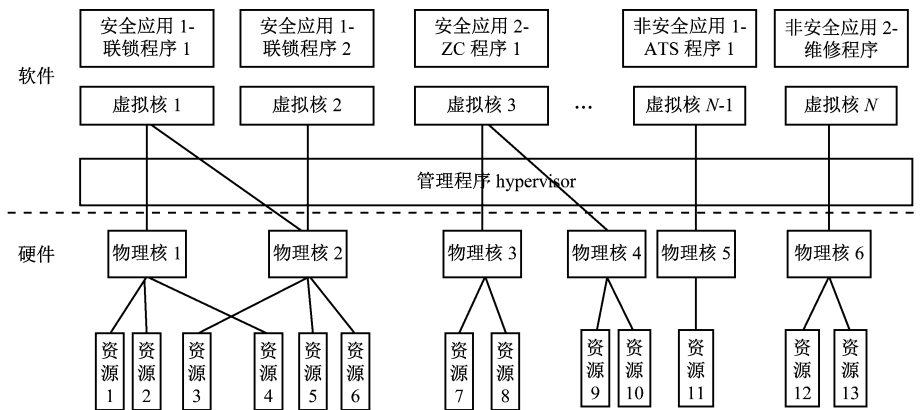 安全应用 1-
联锁程序 1
安全应用 1-
联锁程序 2
安全应用 2-
ZC 程序 1
非安全应用 1-
ATS 程序 1
非安全应用 2-
维修程序
软件
虚拟核 1
虚拟核 2
虚拟核 3
…
虚拟核 N-1
虚拟核 N
管理程序 hypervisor
硬件
物理核 1
物理核 2
物理核 3
物理核 4
物理核 5
物理核 6
资源 1
资源 2
资源 3
资源 4
资源 5
资源 6
资源 7
资源 8
资源 9
资源 10
资源 11
资源 12
资源 13